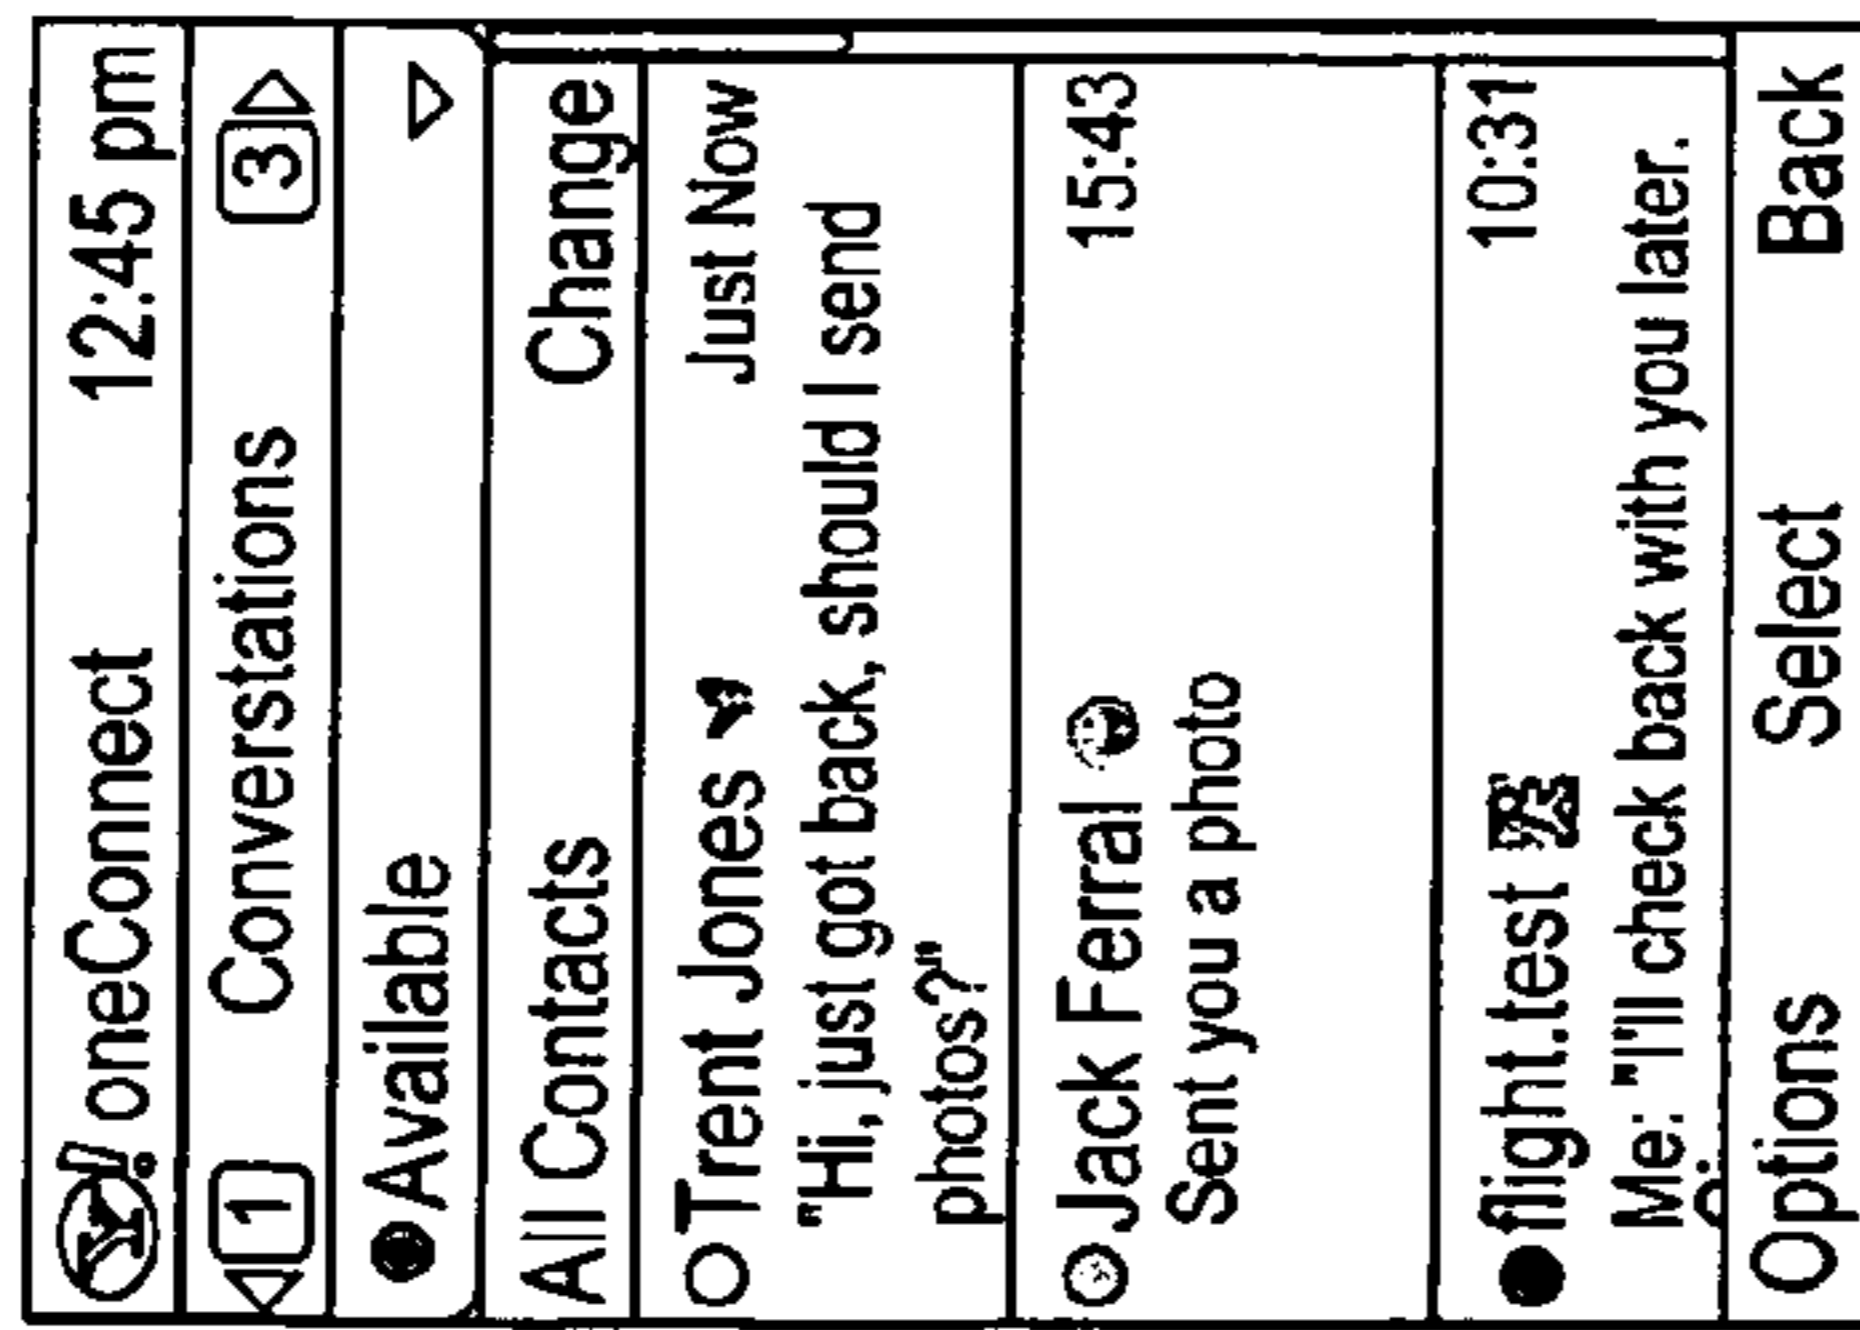 Y! oneConnect 12:45 pm
1 Converstations 3
Available
All Contacts Change
Trent Jones Just Now
"Hi, just got back, should I send
photos?"
Jack Ferral 15:43
Sent you a photo
flight.test 10:31
Me: "I'll check back with you later.
Options Select Back